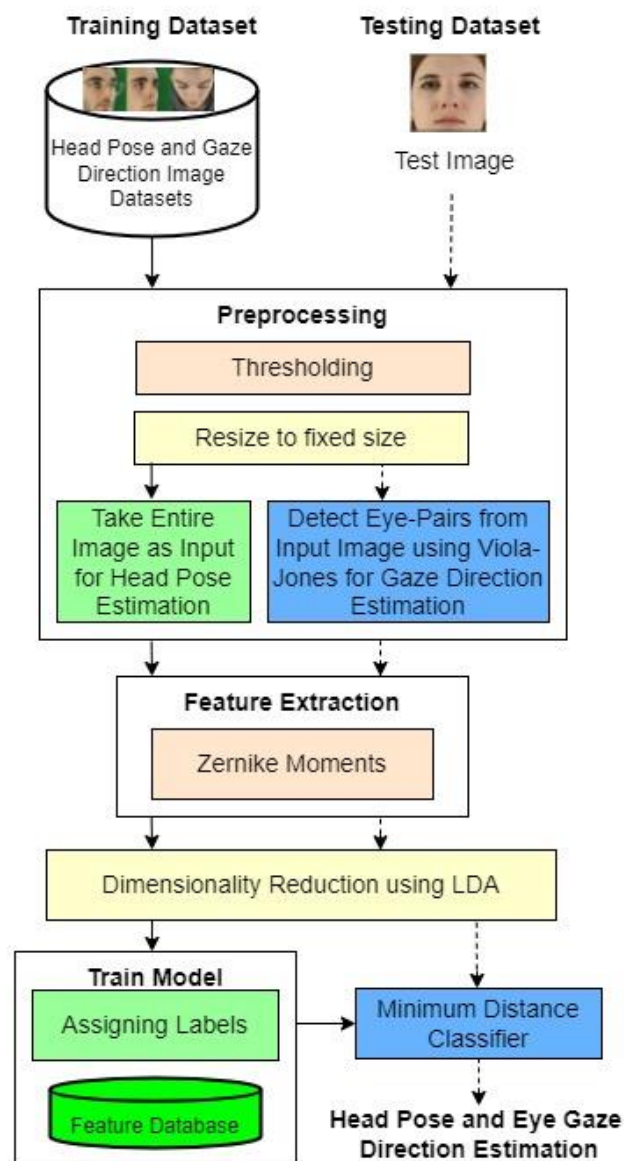 Training Dataset
Testing Dataset
Head Pose and Gaze
Direction Image
Datasets
Test Image
Preprocessing
Thresholding
Resize to fixed size
Take Entire
Image as Input
for Head Pose
Estimation
Detect Eye-Pairs from
Input Image using Viola-
Jones for Gaze Direction
Estimation
Feature Extraction
Zernike Moments
Dimensionality Reduction using LDA
Train Model
Assigning Labels
Feature Database
Minimum Distance
Classifier
Head Pose and Eye Gaze
Direction Estimation